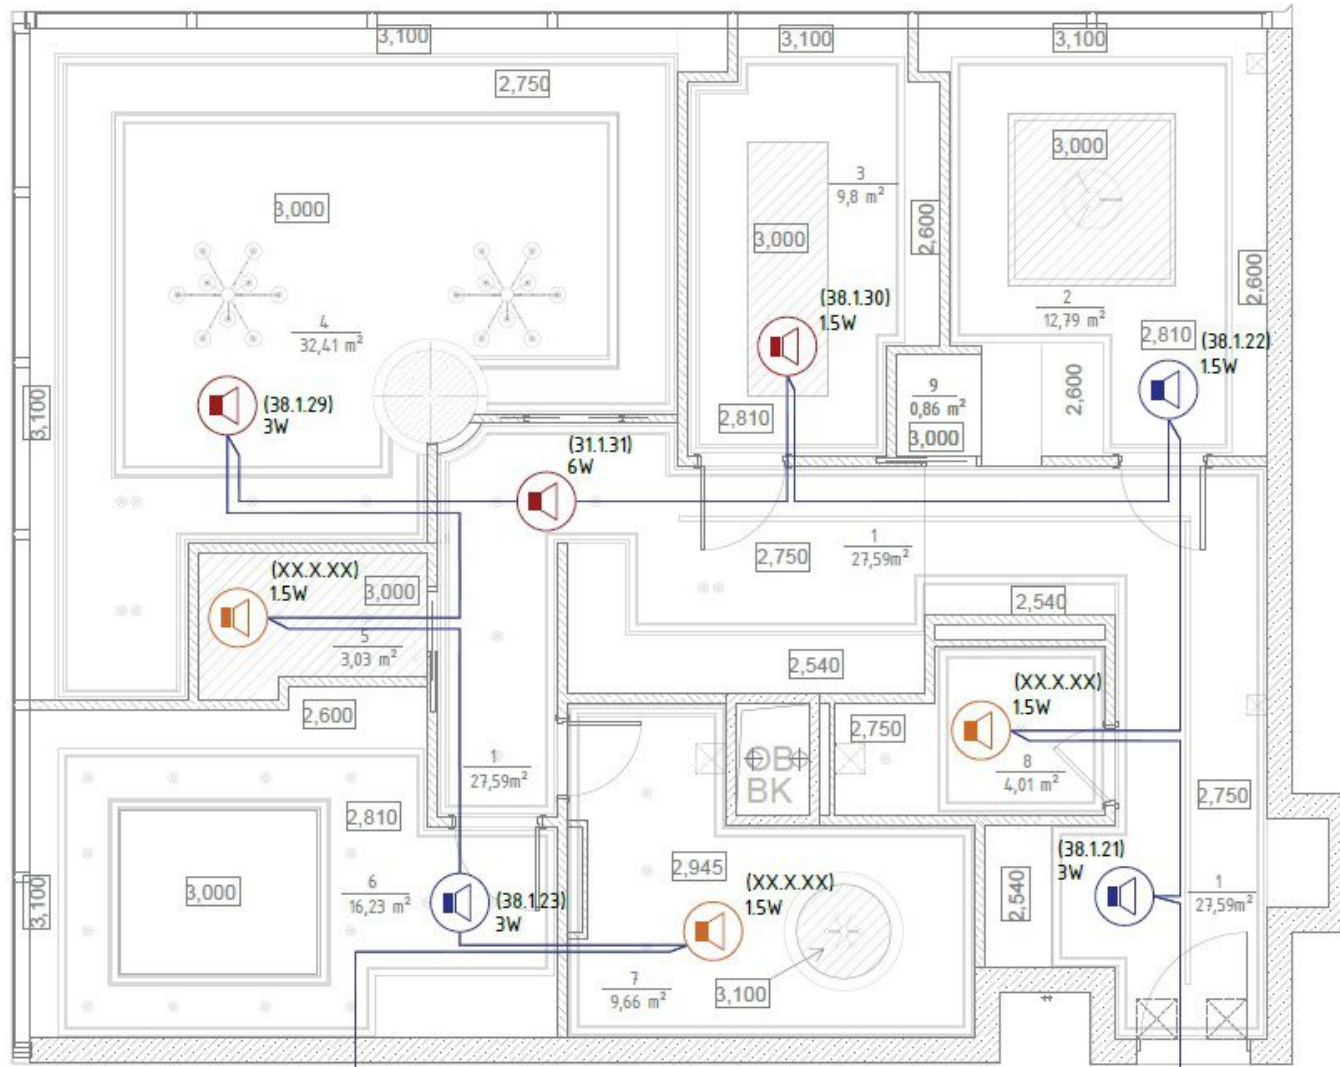 3,100
3,100
3,100
2,750
3,000
3
9,8 m²
3,000
3,000
2,600
2,600
(38.1.30)
1.5W
2
12,79 m²
4
32,41 m²
2,810
(38.1.22)
1.5W
3,100
(38.1.29)
3W
2,810
9
0,86 m²
3,000
2,600
(31.1.31)
6W
2,750
1
27,59m²
(XX.X.XX)
1.5W
3,000
5
3,03 m²
2,540
2,540
2,600
(XX.X.XX)
1.5W
2,750
8
4,01 m²
1
27,59m²
OB
BK
2,750
2,810
3,000
6
16,23 m²
3,100
(38.1.23)
3W
2,945
(XX.X.XX)
1.5W
(38.1.21)
3W
2,540
1
27,59m²
7
9,66 m²
3,100